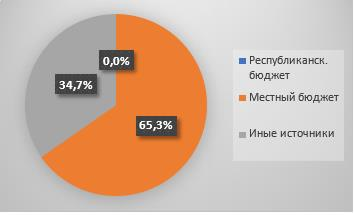 0,0%
34,7%
65,3%
Республиканск.
бюджет
Местный бюджет
Иные источники